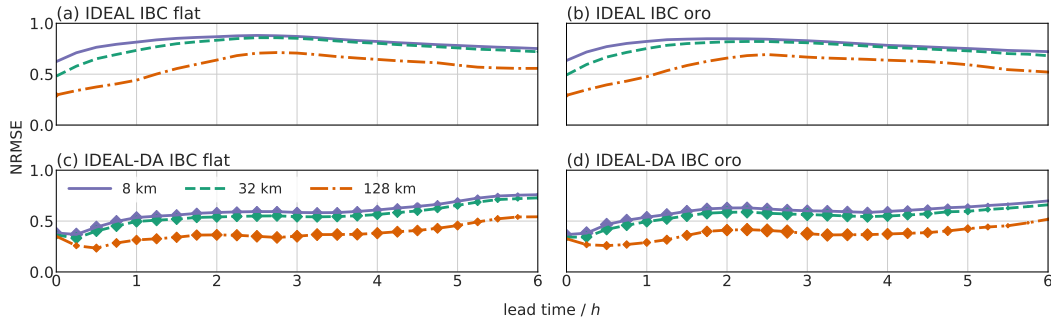 (a) IDEAL IBC flat
(b) IDEAL IBC oro
1.0
0.5
0.0
NRMSE
(c) IDEAL-DA IBC flat
(d) IDEAL-DA IBC oro
1.0
8 km 32 km 128 km
0.5
0.0
0 1 2 3 4 5 6
0 1 2 3 4 5 6
lead time / h